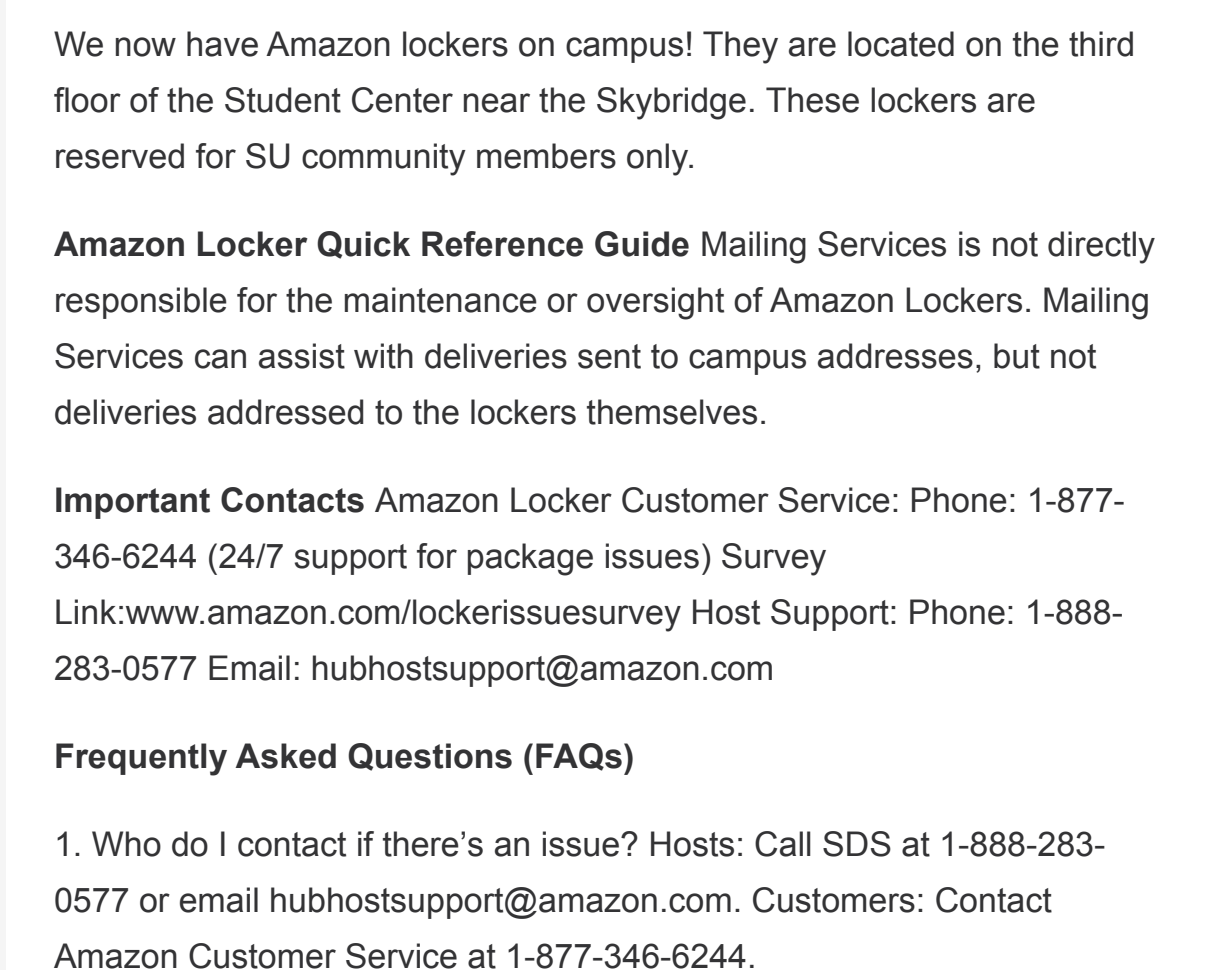 We now have Amazon lockers on campus! They are located on the third
floor of the Student Center near the Skybridge. These lockers are
reserved for SU community members only.
Amazon Locker Quick Reference Guide Mailing Services is not directly
responsible for the maintenance or oversight of Amazon Lockers. Mailing
Services can assist with deliveries sent to campus addresses, but not
deliveries addressed to the lockers themselves.
Important Contacts Amazon Locker Customer Service: Phone: 1-877-
346-6244 (24/7 support for package issues) Survey
Link:www.amazon.com/lockerissuesurvey Host Support: Phone: 1-888-
283-0577 Email: hubhostsupport@amazon.com
Frequently Asked Questions (FAQs)
1. Who do I contact if there’s an issue? Hosts: Call SDS at 1-888-283-
0577 or email hubhostsupport@amazon.com. Customers: Contact
Amazon Customer Service at 1-877-346-6244.